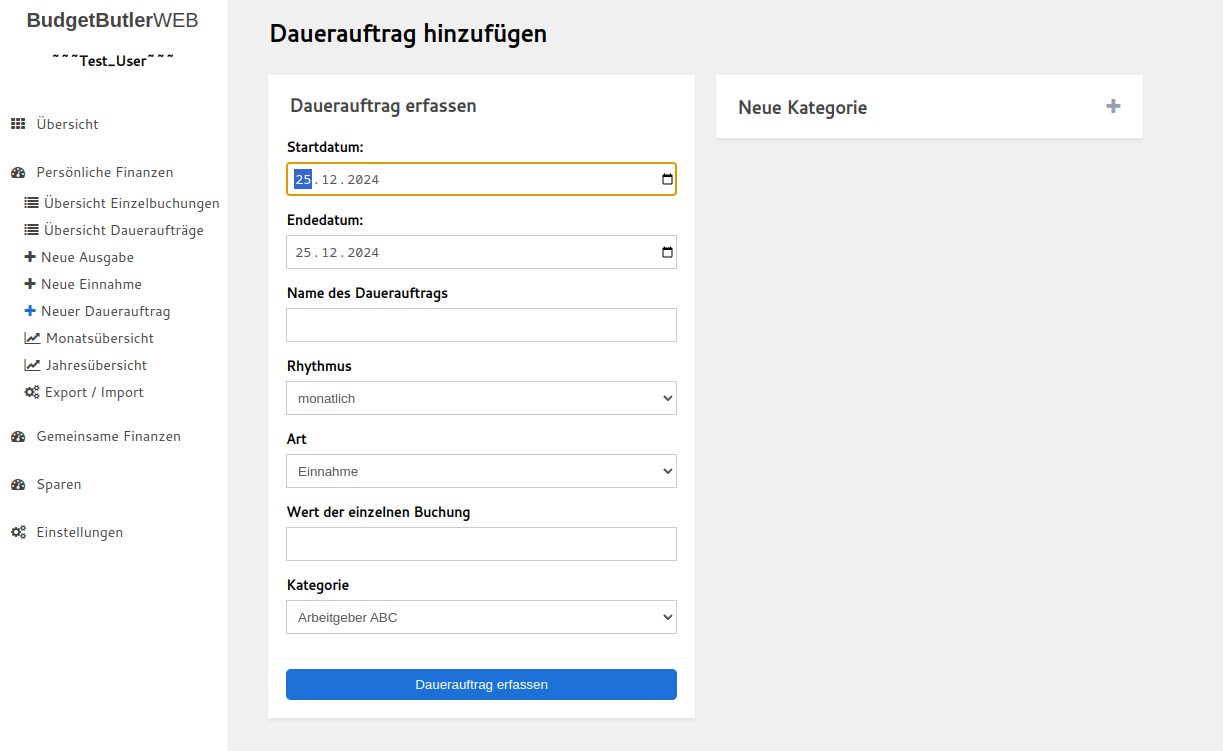 BudgetButlerWEB
~~~Test_User~~~
Übersicht
Persönliche Finanzen
Übersicht Einzelbuchungen
Übersicht Daueraufträge
Neue Ausgabe
Neue Einnahme
Neuer Dauerauftrag
Monatsübersicht
Jahresübersicht
Export / Import
Gemeinsame Finanzen
Sparen
Einstellungen
Dauerauftrag hinzufügen
Dauerauftrag erfassen
Startdatum:
25.12.2024
Endedatum:
25.12.2024
Name des Dauerauftrags
Rhythmus
monatlich
Art
Einnahme
Wert der einzelnen Buchung
Kategorie
Arbeitgeber ABC
Dauerauftrag erfassen
Neue Kategorie